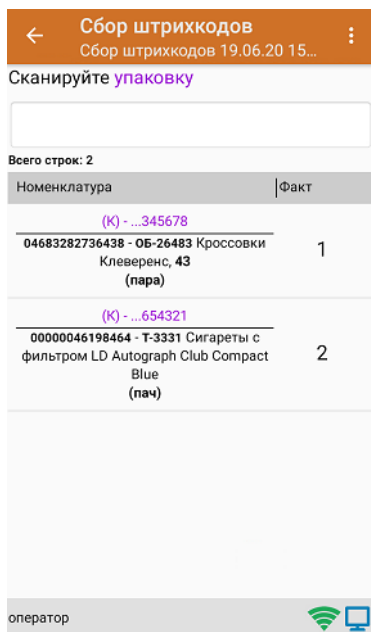 Сбор штрихкодов
Сбор штрихкодов 19.06.20 15...
Сканируйте упаковку
Всего строк: 2
Номенклатура Факт
(К) - ...345678
04683282736438 - ОБ-26483 Кроссовки
Клеверенс, 43
(пара)
1
(К) - ...654321
00000046198464 - Т-3331 Сигареты с
фильтром LD Autograph Club Compact
Blue
(пач)
2
оператор